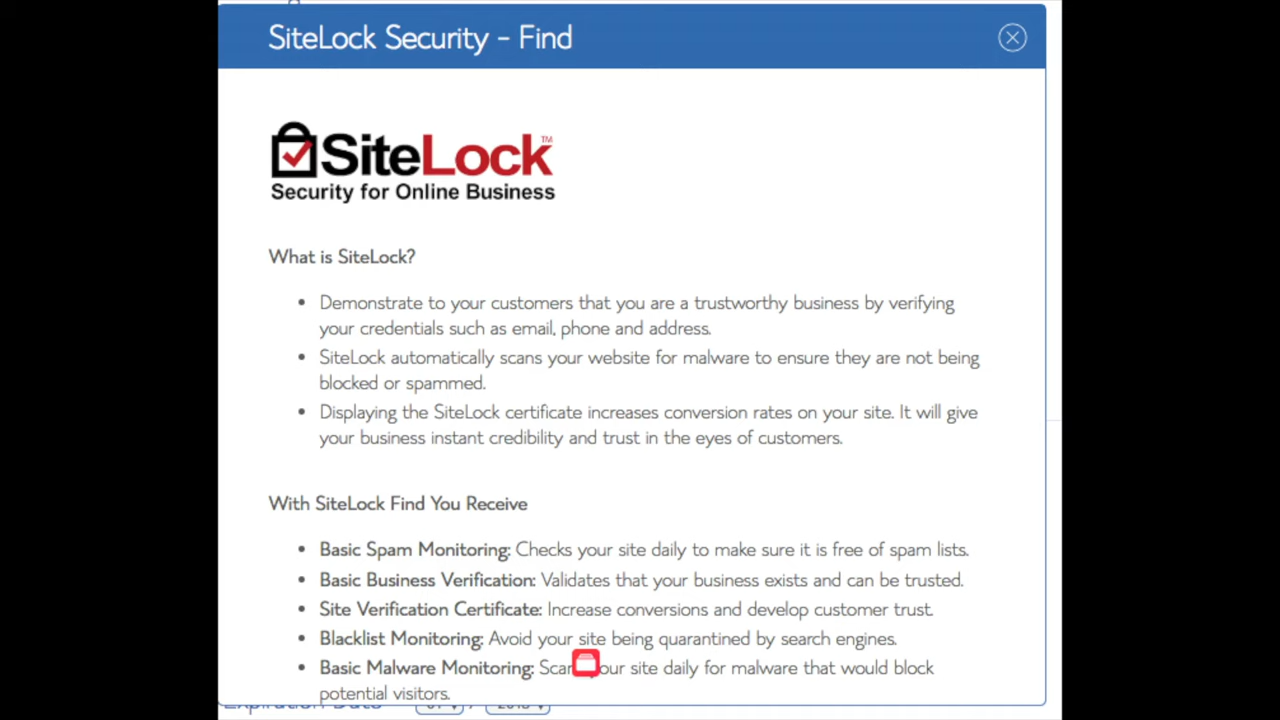 SiteLock Security - Find
SiteLock™
Security for Online Business
What is SiteLock?
Demonstrate to your customers that you are a trustworthy business by verifying
your credentials such as email, phone and address.
SiteLock automatically scans your website for malware to ensure they are not being
blocked or spammed.
Displaying the SiteLock certificate increases conversion rates on your site. It will give
your business instant credibility and trust in the eyes of customers.
With SiteLock Find You Receive
Basic Spam Monitoring: Checks your site daily to make sure it is free of spam lists.
Basic Business Verification: Validates that your business exists and can be trusted.
Site Verification Certificate: Increase conversions and develop customer trust.
Blacklist Monitoring: Avoid your site being quarantined by search engines.
Basic Malware Monitoring: Scan your site daily for malware that would block
potential visitors.
Expiration Date